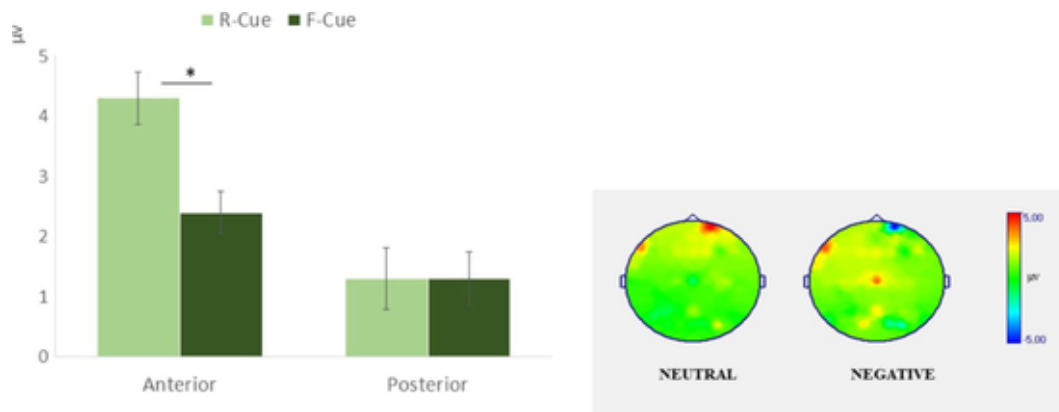 R-Cue F-Cue
μv
5
*
4
3
2
1
0
Anterior Posterior
5.00
μv
-5.00
NEUTRAL NEGATIVE